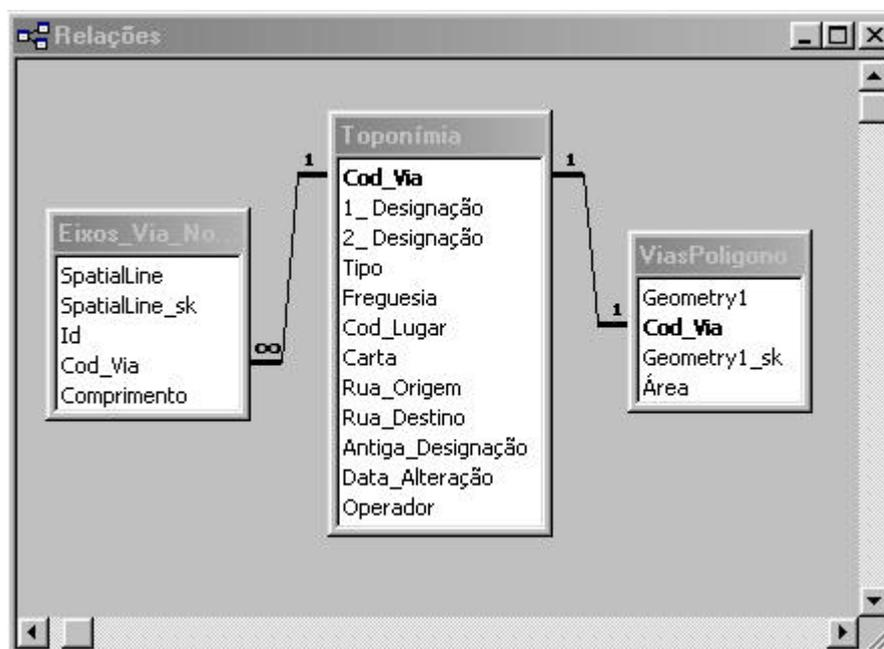 Relações
Eixos_Via_No...
SpatialLine
SpatialLine_sk
Id
Cod_Via
Comprimento
1
∞
Toponímia
Cod_Via
1_ Designação
2_ Designação
Tipo
Freguesia
Cod_Lugar
Carta
Rua_Origem
Rua_Destino
Antiga_Designação
Data_Alteração
Operador
1
1
ViasPoligono
Geometry1
Cod_Via
Geometry1_sk
Área